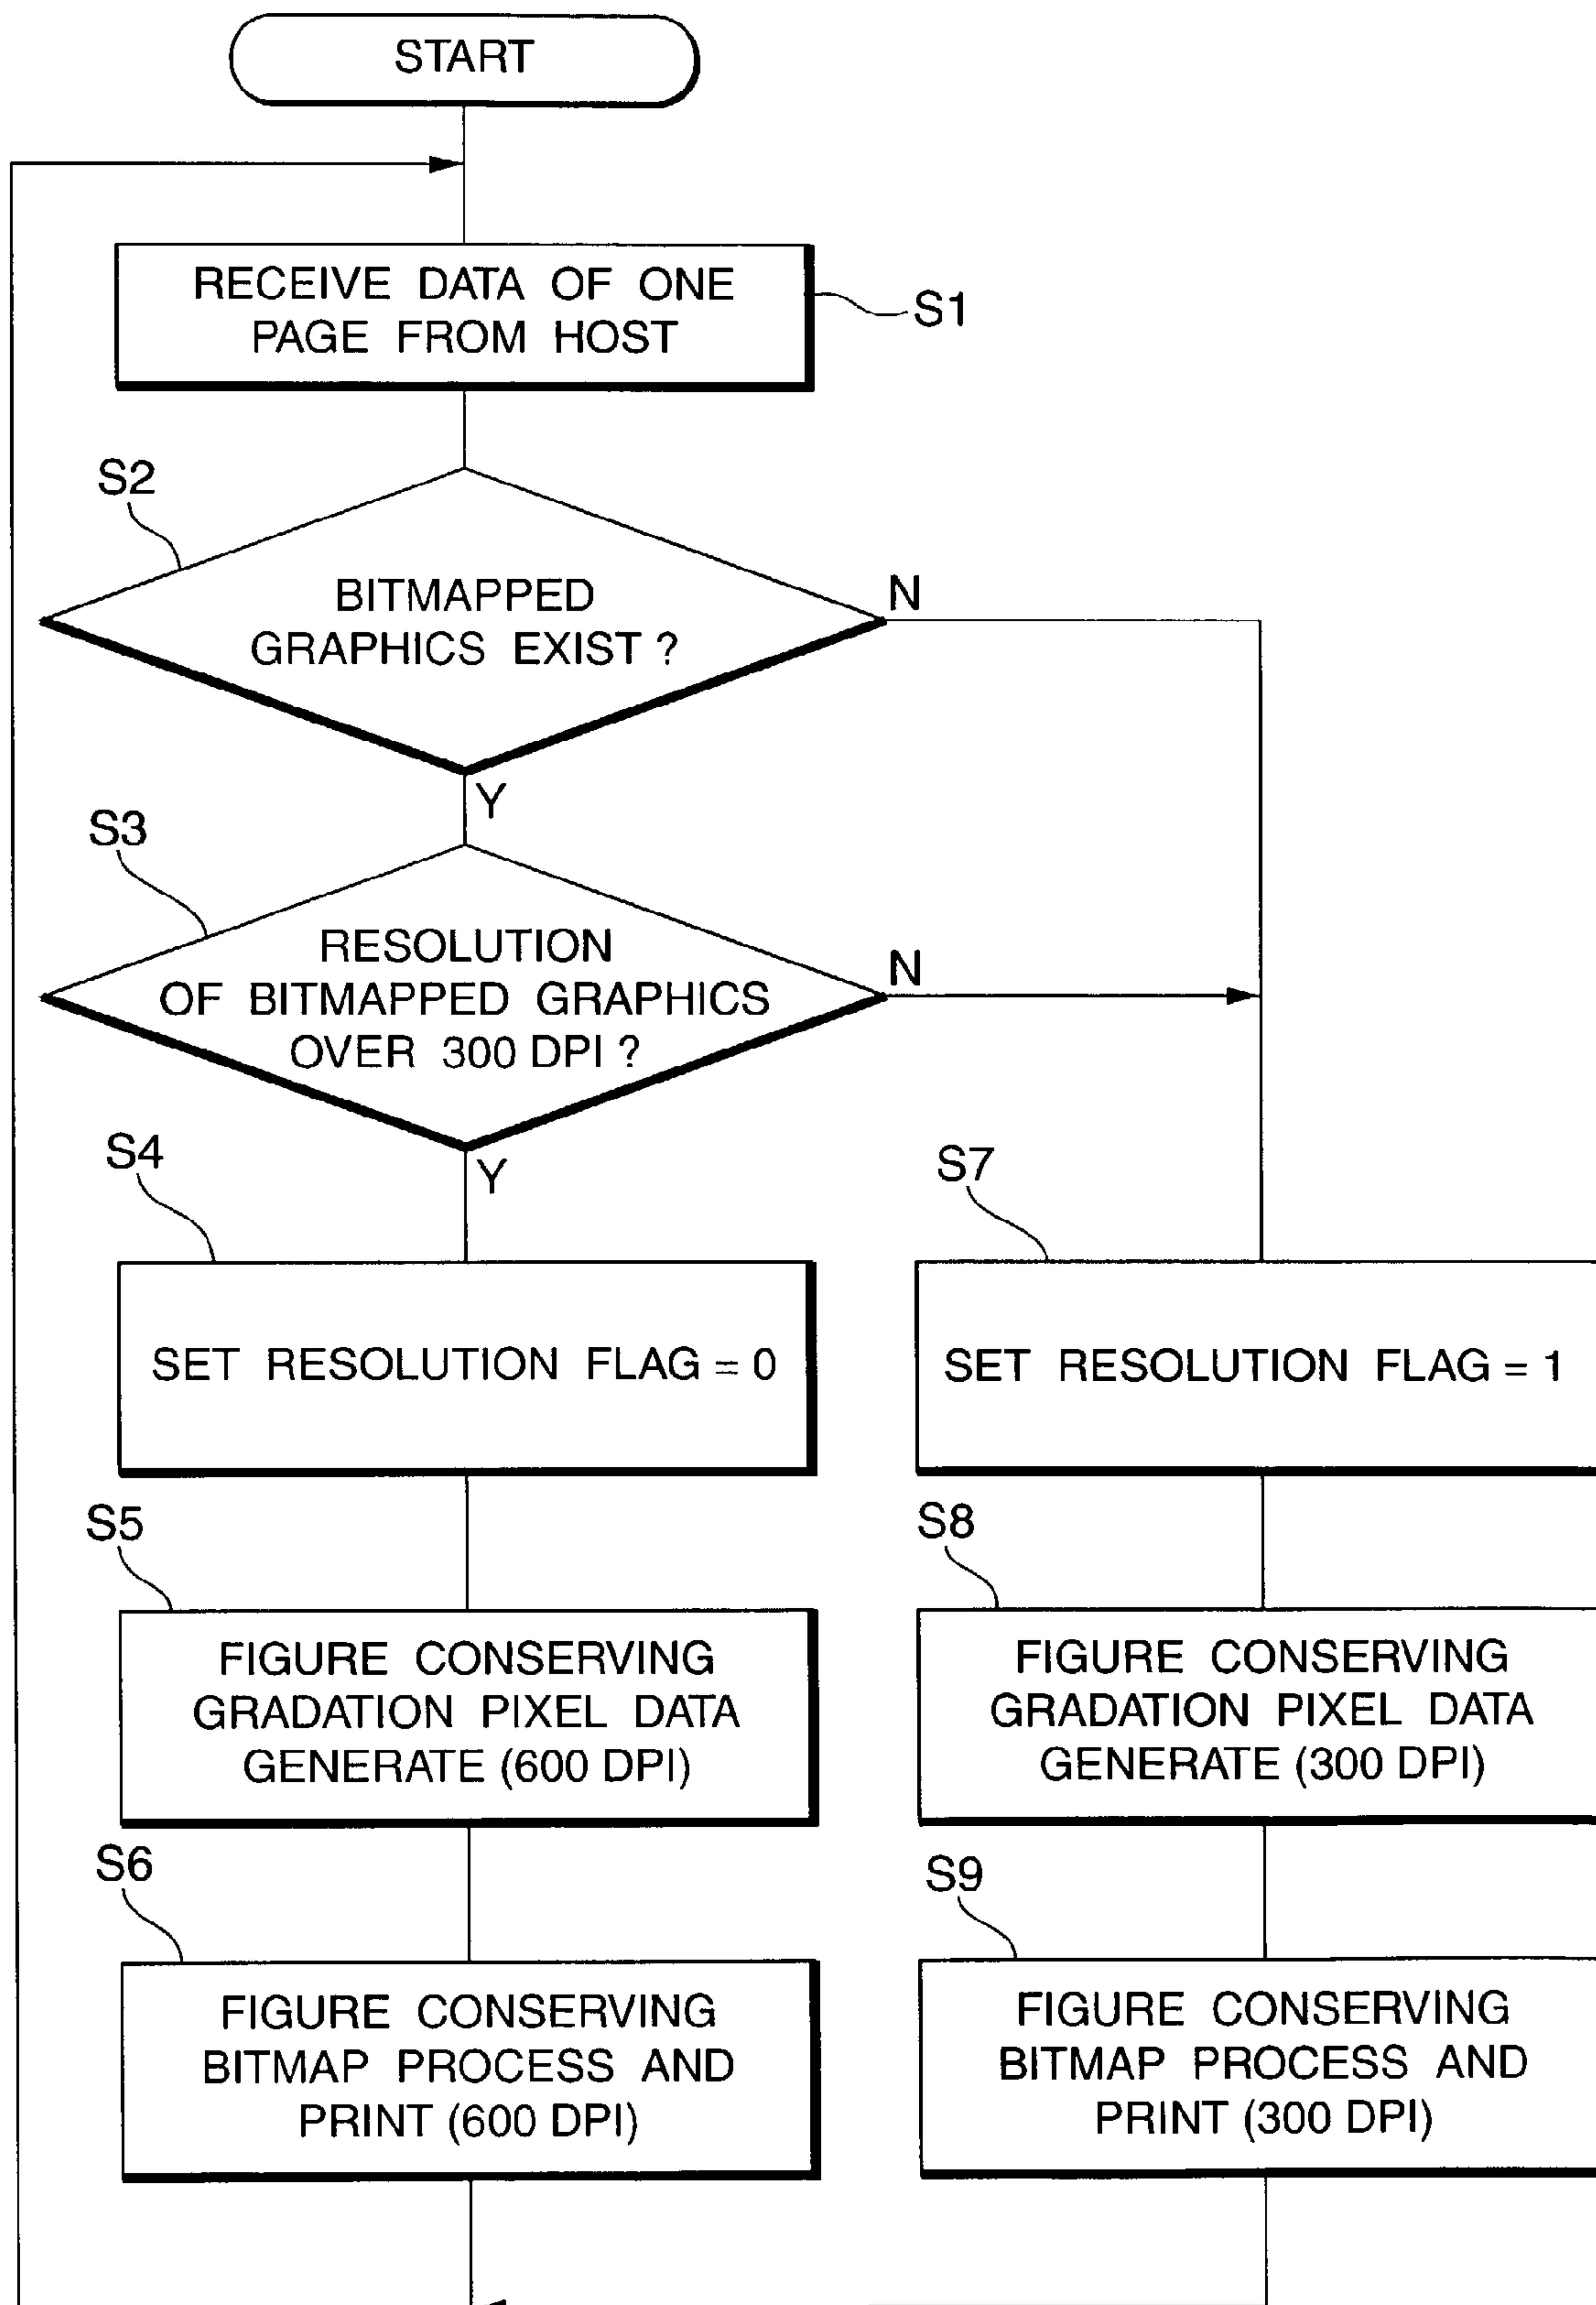 START
RECEIVE DATA OF ONE
PAGE FROM HOST
S1
S2
BITMAPPED
GRAPHICS EXIST ?
N
Y
S3
RESOLUTION
OF BITMAPPED GRAPHICS
OVER 300 DPI ?
N
Y
S4
SET RESOLUTION FLAG = 0
S7
SET RESOLUTION FLAG = 1
S5
FIGURE CONSERVING
GRADATION PIXEL DATA
GENERATE (600 DPI)
S8
FIGURE CONSERVING
GRADATION PIXEL DATA
GENERATE (300 DPI)
S6
FIGURE CONSERVING
BITMAP PROCESS AND
PRINT (600 DPI)
S9
FIGURE CONSERVING
BITMAP PROCESS AND
PRINT (300 DPI)